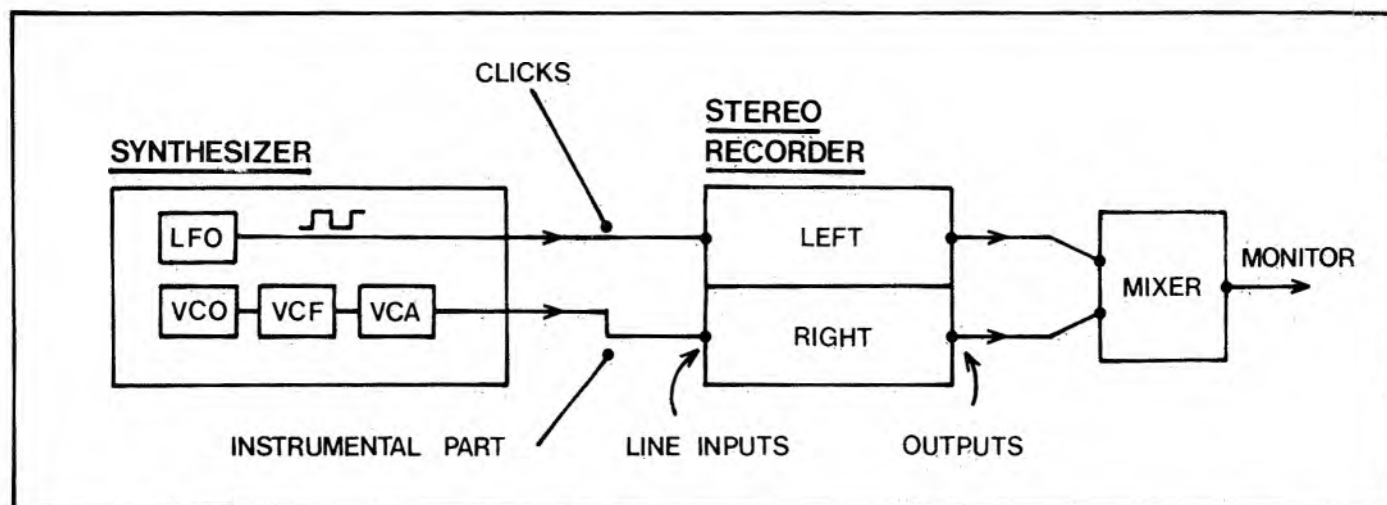 CLICKS
STEREO
RECORDER
SYNTHESIZER
LFO
LEFT
MONITOR
MIXER
VCO
VCF
VCA
RIGHT
INSTRUMENTAL PART
LINE INPUTS
OUTPUTS